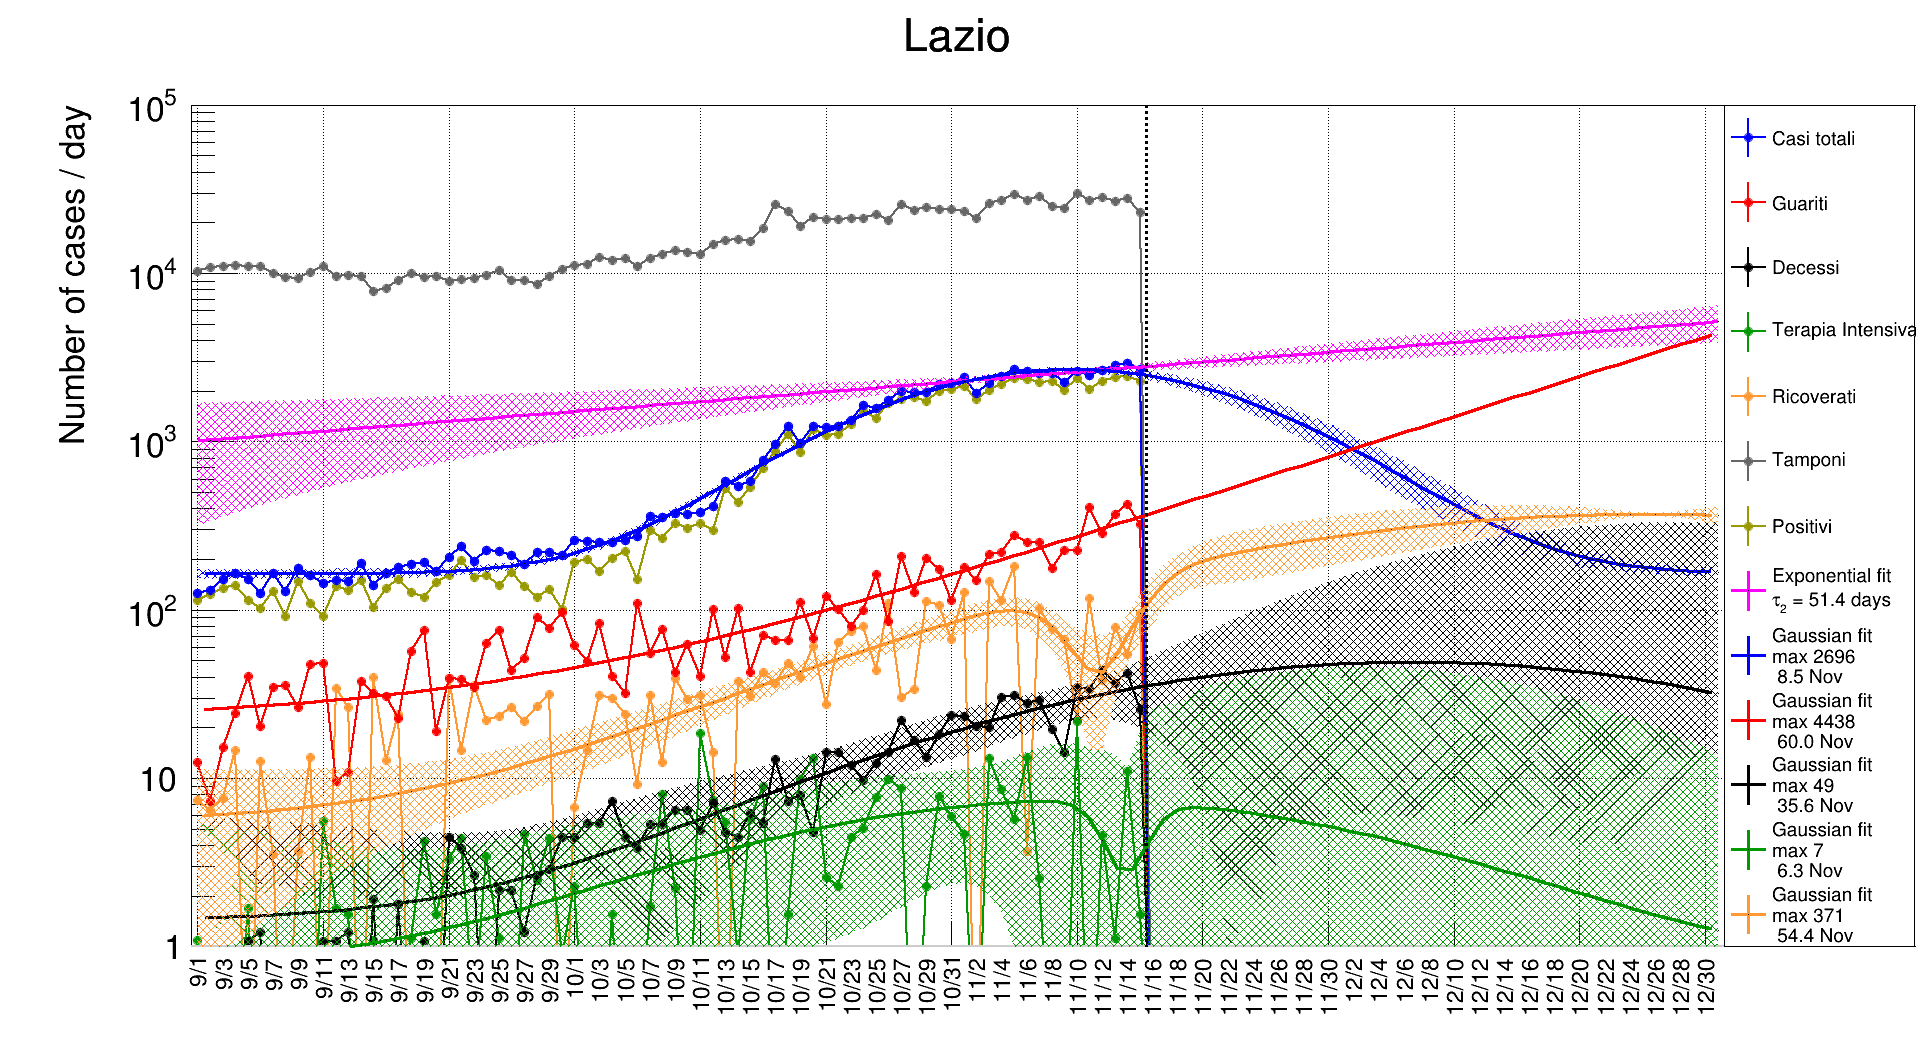 Lazio
Number of cases / day
10^5
10^4
10^3
10^2
10
1
9/1
9/3
9/5
9/7
9/9
9/11
9/13
9/15
9/17
9/19
9/21
9/23
9/25
9/27
9/29
10/1
10/3
10/5
10/7
10/9
10/11
10/13
10/15
10/17
10/19
10/21
10/23
10/25
10/27
10/29
10/31
11/2
11/4
11/6
11/8
11/10
11/12
11/14
11/16
11/18
11/20
11/22
11/24
11/26
11/28
11/30
12/2
12/4
12/6
12/8
12/10
12/12
12/14
12/16
12/18
12/20
12/22
12/24
12/26
12/28
12/30
Casi totali
Guariti
Decessi
Terapia Intensiva
Ricoverati
Tamponi
Positivi
Exponential fit
τ₂ = 51.4 days
Gaussian fit
max 2696
8.5 Nov
Gaussian fit
max 4438
60.0 Nov
Gaussian fit
max 49
35.6 Nov
Gaussian fit
max 7
6.3 Nov
Gaussian fit
max 371
54.4 Nov